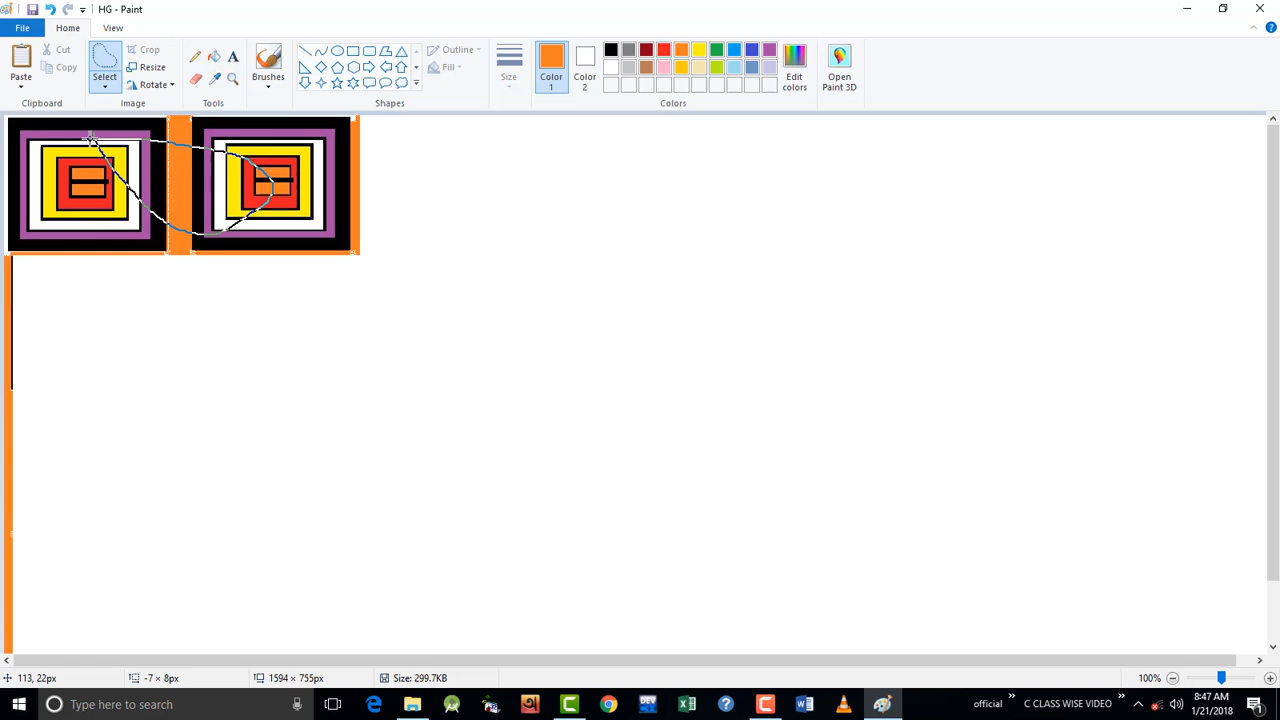 HG - Paint
File Home View
Cut
Copy
Paste
Clipboard
Select
Crop
Resize
Rotate
Image
Tools
Brushes
Outline
Fill
Shapes
Size
Color 1
Color 2
Colors
Edit colors
Open Paint 3D
113, 22px
-7 × 8px
1594 × 755px
Size: 299.7KB
100%
Type here to search
official
C CLASS WISE VIDEO
8:47 AM
1/21/2018